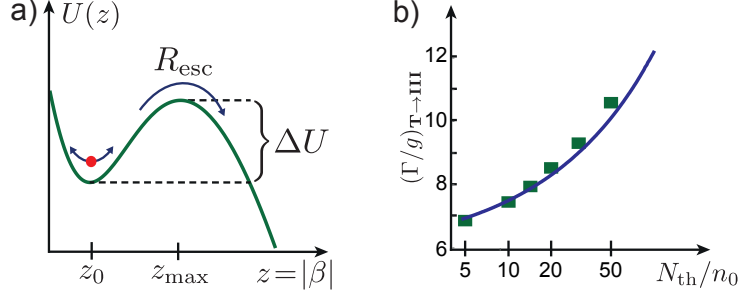 a)
U(z)
R_esc
ΔU
z_0
z_max
z=|β|
b)
(Γ/g)_T→III
12
10
8
6
5
10
20
50
N_th/n_0